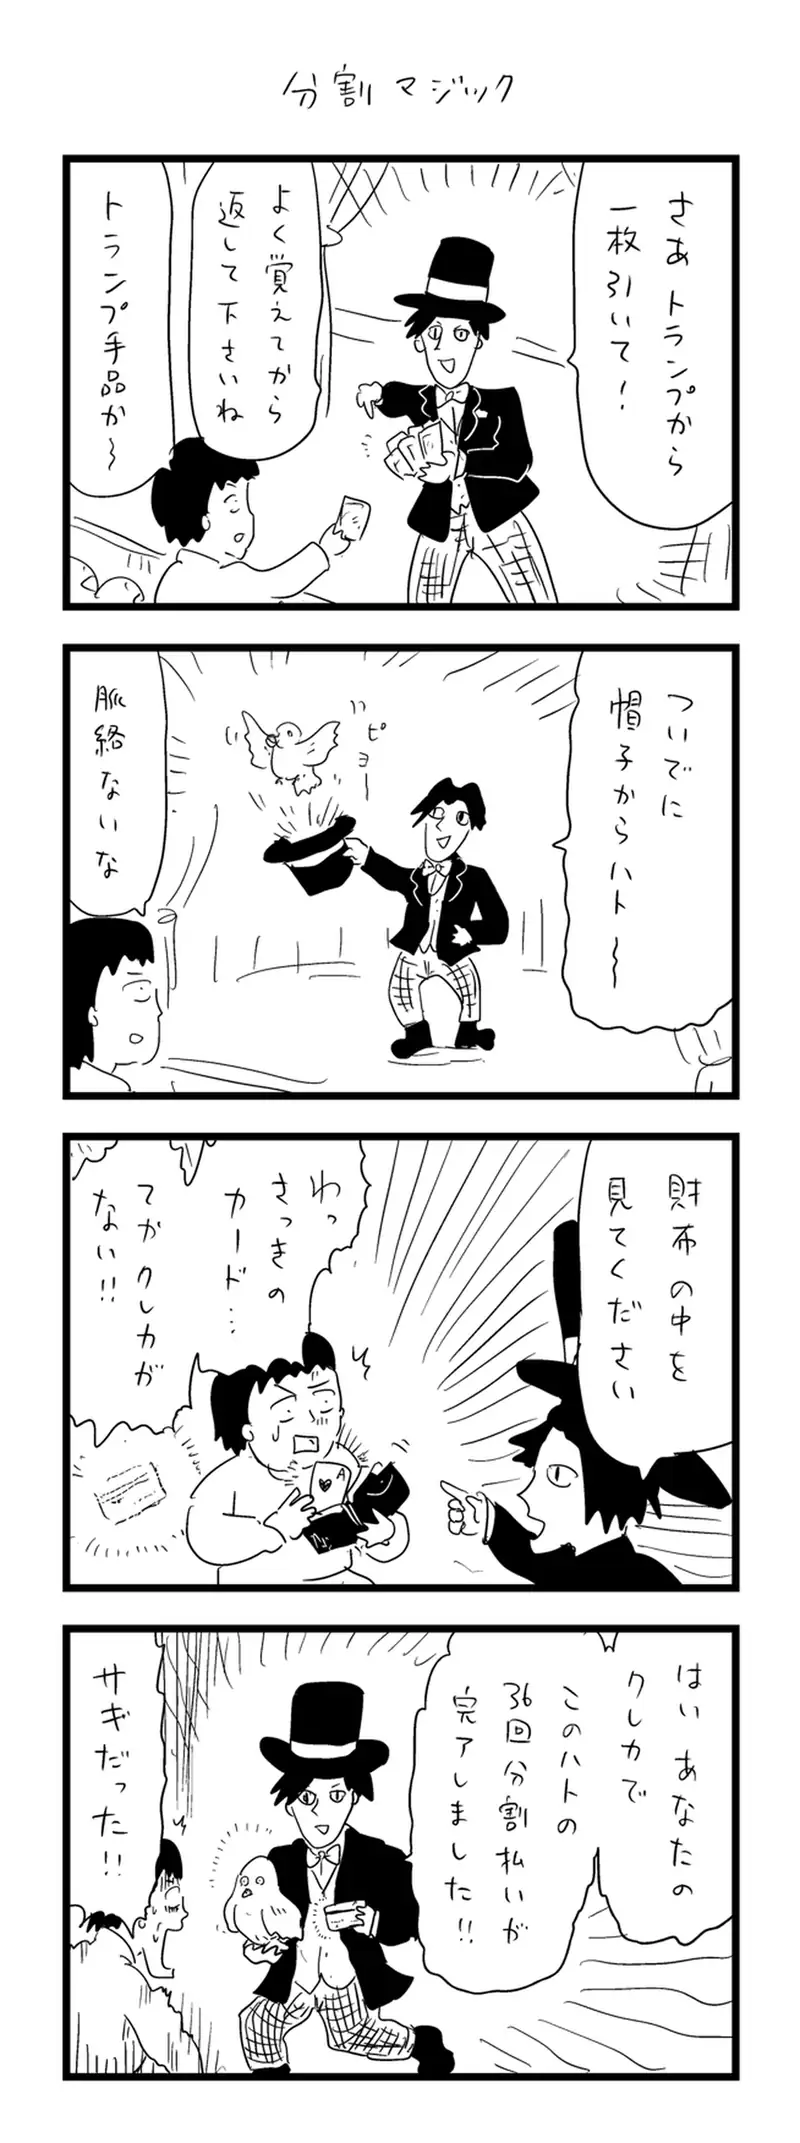 分割マジック
さあトランプから
一枚引いて！
よく覚えてから
返して下さいね
トランプ手品か〜
ついでに
帽子からハト〜
ピョー
脈絡ないな
財布の中を
見てください
わっ
さっきの
カード…
てかクレカが
ない!!
A
はいあなたの
クレカで
このハトの
36回分割払いが
完了しました!!
サギだった!!